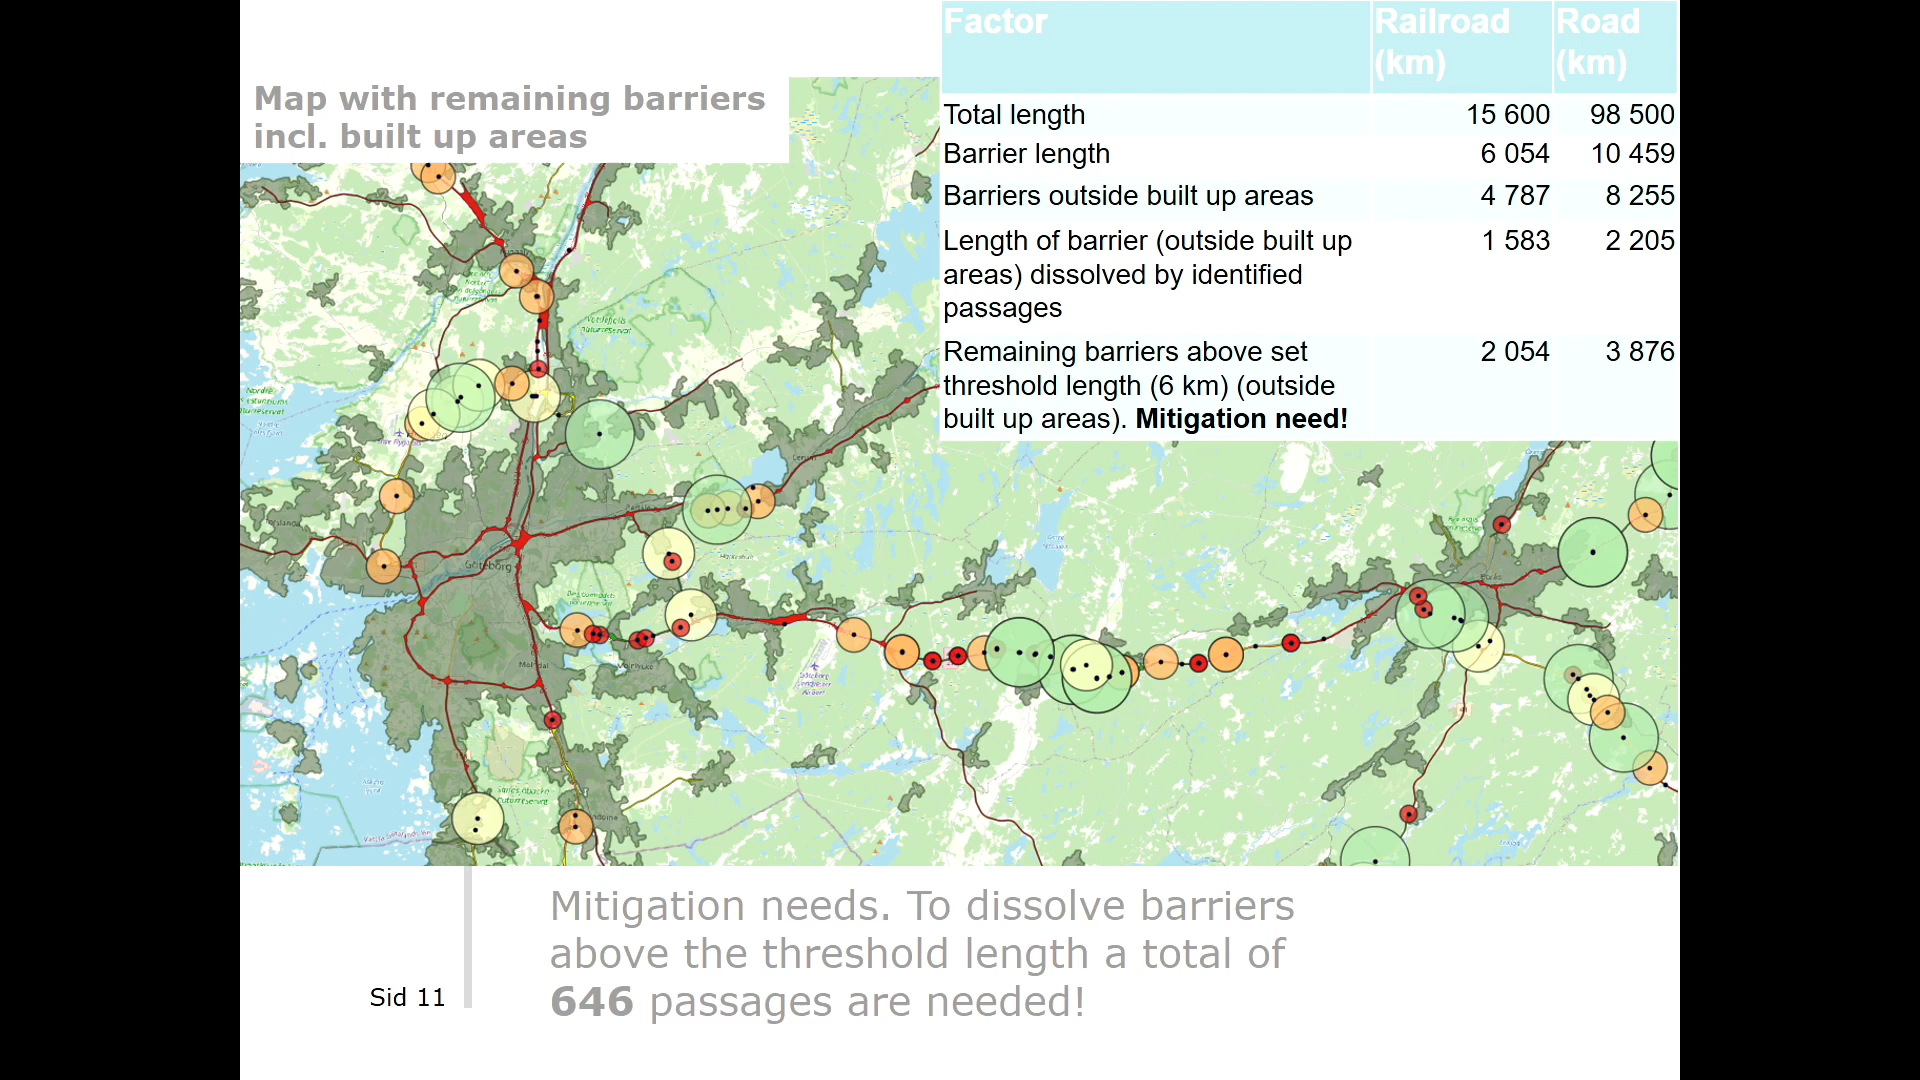 Map with remaining barriers
incl. built up areas
Factor Railroad (km) Road (km)
Total length 15 600 98 500
Barrier length 6 054 10 459
Barriers outside built up areas 4 787 8 255
Length of barrier (outside built up 1 583 2 205
areas) dissolved by identified
passages
Remaining barriers above set 2 054 3 876
threshold length (6 km) (outside
built up areas). Mitigation need!
Göteborg
Mitigation needs. To dissolve barriers
above the threshold length a total of
646 passages are needed!
Sid 11